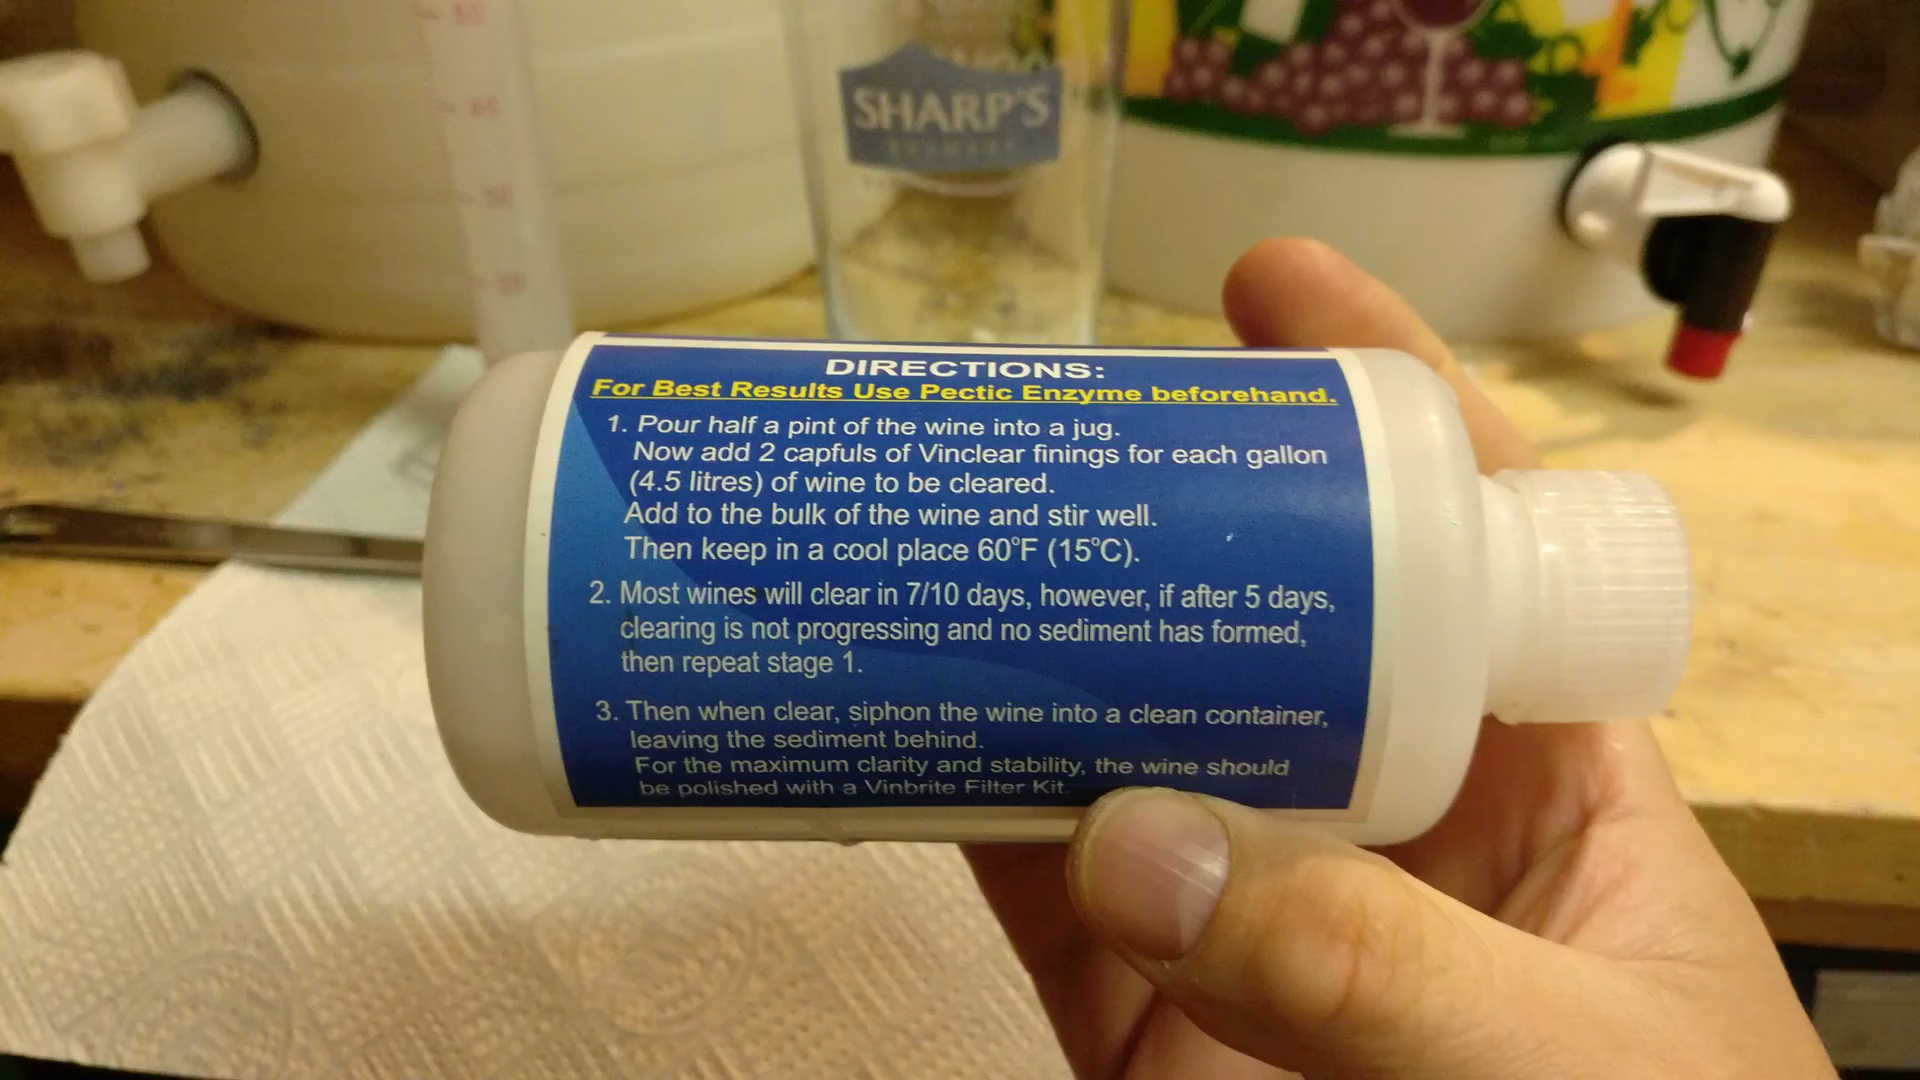 SHARP'S
DIRECTIONS:
For Best Results Use Pectic Enzyme beforehand.
1. Pour half a pint of the wine into a jug.
Now add 2 capfuls of Vinclear finings for each gallon
(4.5 litres) of wine to be cleared.
Add to the bulk of the wine and stir well.
Then keep in a cool place 60°F (15°C).
2. Most wines will clear in 7/10 days, however, if after 5 days,
clearing is not progressing and no sediment has formed,
then repeat stage 1.
3. Then when clear, siphon the wine into a clean container,
leaving the sediment behind.
For the maximum clarity and stability, the wine should
be polished with a Vinbrite Filter Kit.